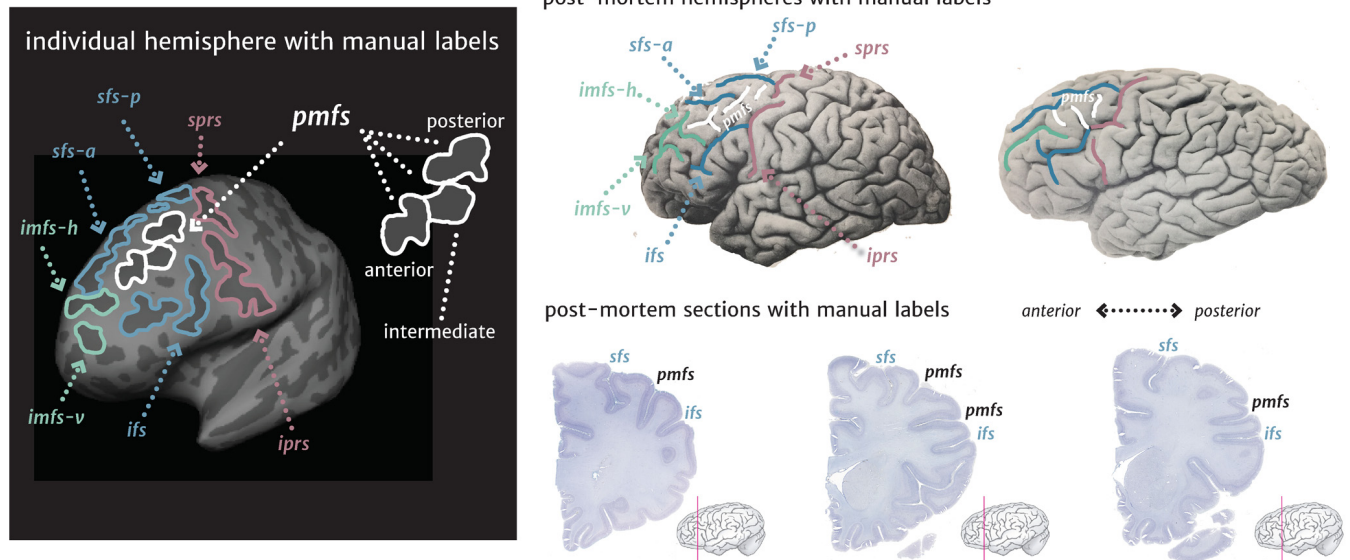 post-mortem hemispheres with manual labels
individual hemisphere with manual labels
sfs-p
sprs
pmfs
posterior
sfs-a
imfs-h
anterior
intermediate
imfs-v
ifs
iprs
sfs-p
sfs-a
sprs
imfs-h
pmfs
imfs-v
ifs
iprs
pmfs
post-mortem sections with manual labels
anterior
posterior
sfs
pmfs
ifs
sfs
pmfs
pmfs
ifs
sfs
pmfs
ifs